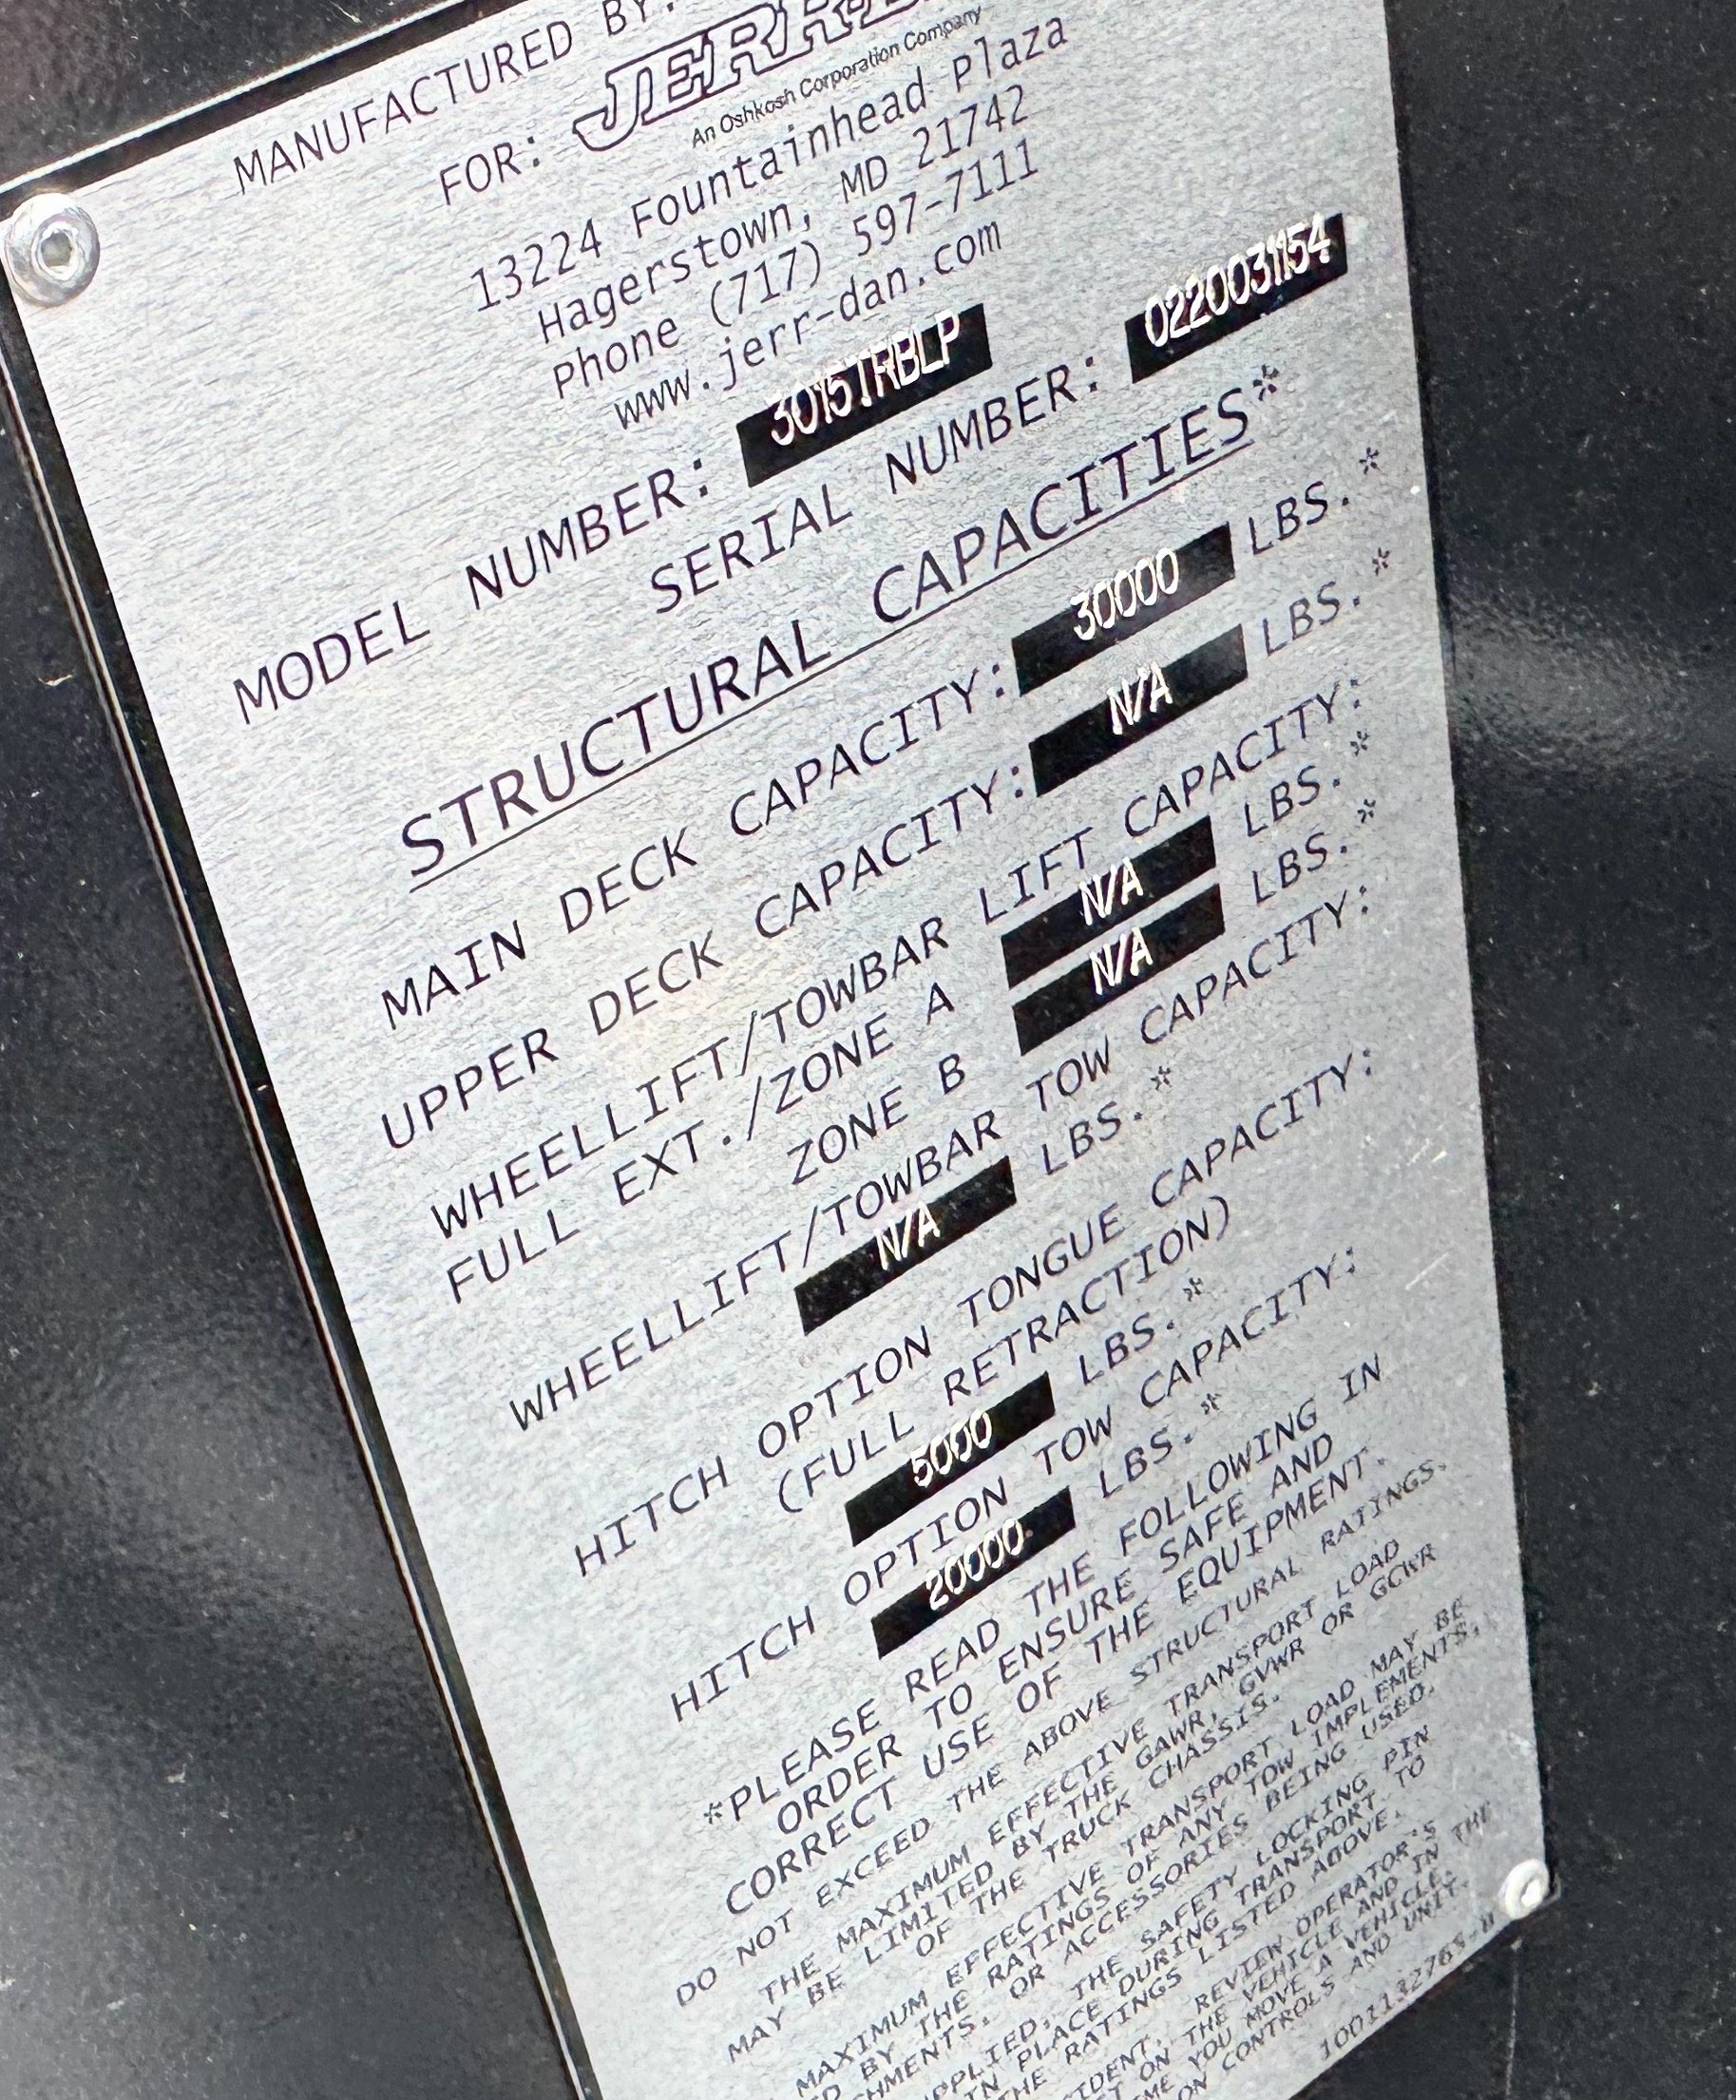 MANUFACTURED BY:
FOR:
An Oshkosh Corporation Company
13224 Fountainhead Plaza
Hagerstown, MD 21742
Phone (717) 597-7111
www.jerr-dan.com
MODEL NUMBER: 3015TRBLP
SERIAL NUMBER: 0220031154
STRUCTURAL CAPACITIES*
MAIN DECK CAPACITY: 30000 LBS.*
UPPER DECK CAPACITY: N/A LBS.*
WHEELLIFT/TOWBAR LIFT CAPACITY:
FULL EXT./ZONE A N/A LBS.*
ZONE B N/A LBS.*
WHEELLIFT/TOWBAR TOW CAPACITY:
N/A LBS.*
HITCH OPTION TONGUE CAPACITY:
(FULL RETRACTION)
5000 LBS.*
HITCH OPTION TOW CAPACITY:
20000 LBS.*
*PLEASE READ THE FOLLOWING IN
ORDER TO ENSURE SAFE AND
CORRECT USE OF THE EQUIPMENT.
DO NOT EXCEED THE ABOVE STRUCTURAL RATINGS.
THE MAXIMUM EFFECTIVE TRANSPORT LOAD
MAY BE LIMITED BY THE GAWR, GVWR OR GCWR
OF THE TRUCK CHASSIS.
MAXIMUM EFFECTIVE TRANSPORT LOAD MAY BE
BY THE RATINGS OF ANY TOW IMPLEMENTS,
OR ACCESSORIES BEING USED.
THE SAFETY LOCKING PIN
IN PLACE DURING TRANSPORT TO
THE RATINGS LISTED ABOVE.
REVIEW OPERATOR'S
ON THE VEHICLE AND IN THE
YOU MOVE A VEHICLE.
CONTROLS AND UNIT.